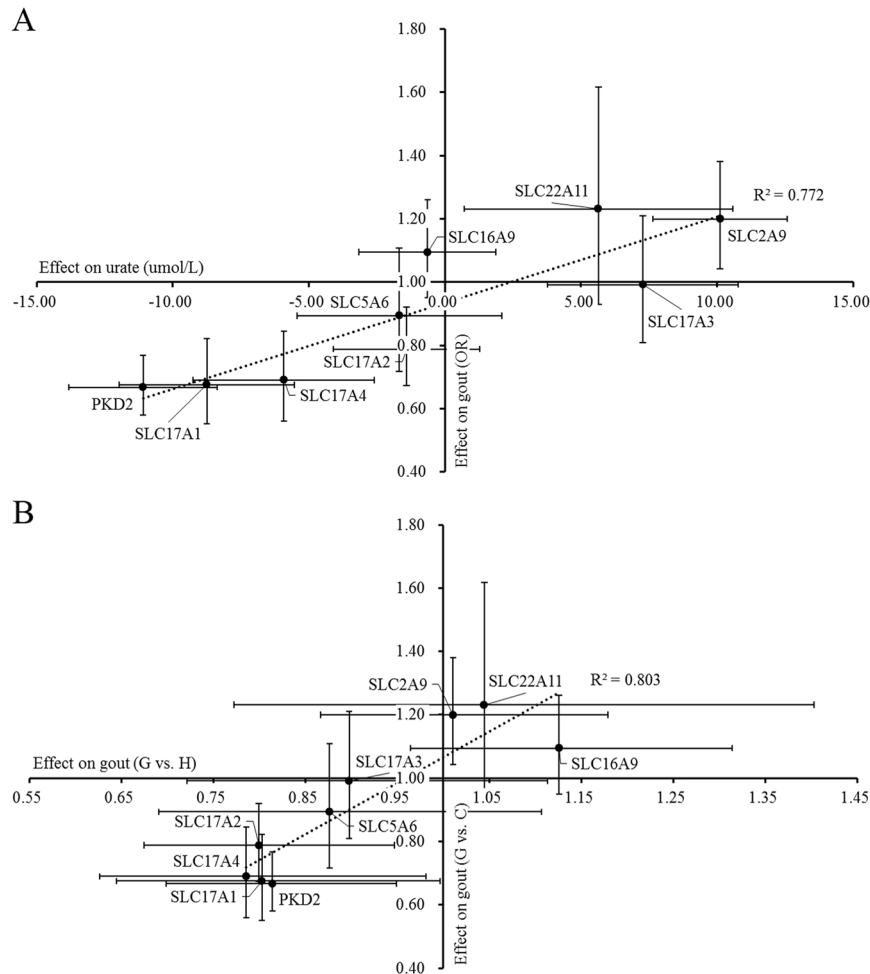 A
1.80
1.60
1.40
SLC22A11
R² = 0.772
1.20
SLC16A9
SLC2A9
Effect on urate (umol/L)
1.00
-15.00 -10.00 -5.00 0.00 5.00 10.00 15.00
SLC5A6
SLC17A3
0.80
SLC17A2
Effect on gout (OR)
PKD2
SLC17A4
0.60
SLC17A1
0.40
B
1.80
1.60
1.40
SLC2A9
SLC22A11
R² = 0.803
1.20
SLC17A3
SLC16A9
Effect on gout (G vs. H)
1.00
0.55 0.65 0.75 0.85 0.95 1.05 1.15 1.25 1.35 1.45
SLC17A2
SLC5A6
0.80
Effect on gout (G vs. C)
SLC17A4
SLC17A1
PKD2
0.60
0.40